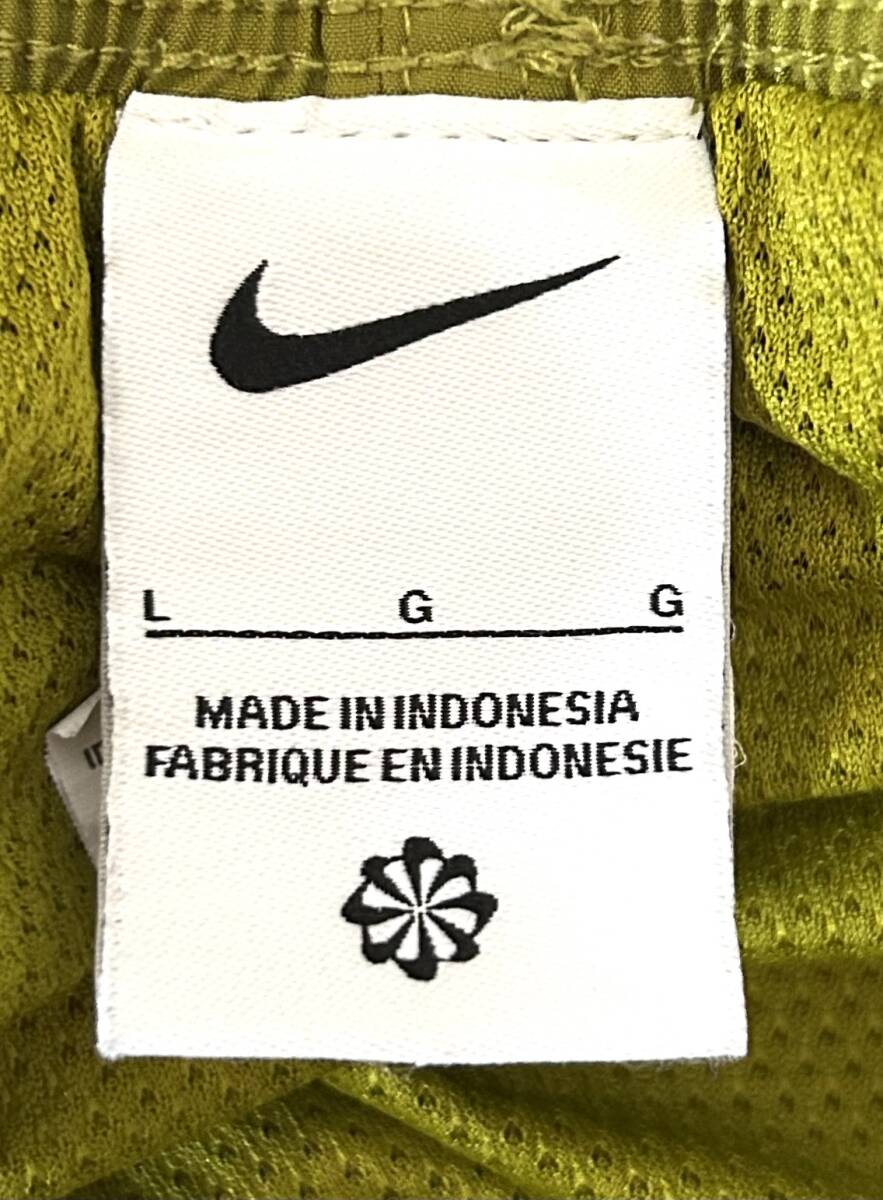 L G G
MADE IN INDONESIA
FABRIQUE EN INDONESIE